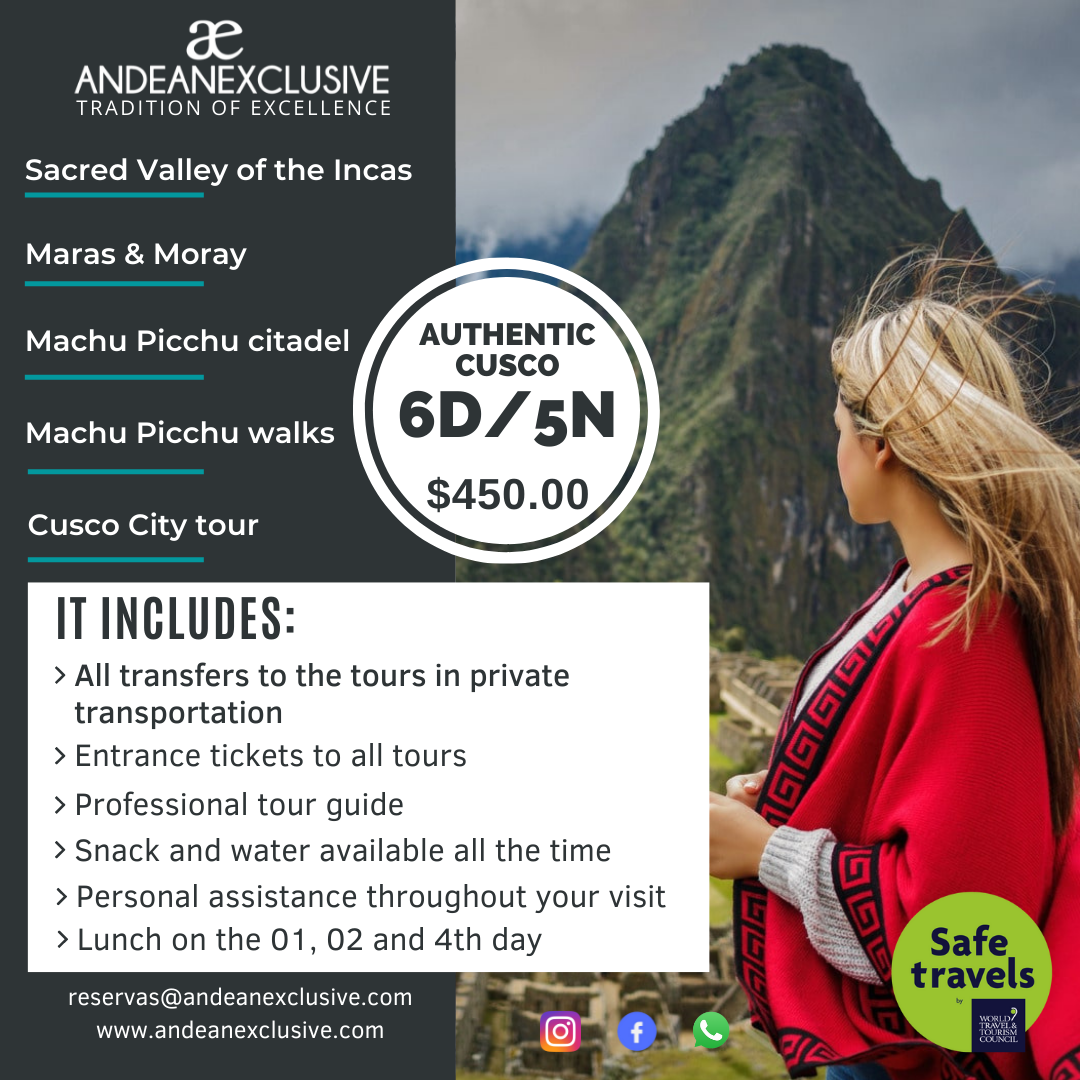 æ
ANDEANEXCLUSIVE
TRADITION OF EXCELLENCE
Sacred Valley of the Incas
Maras & Moray
Machu Picchu citadel
Machu Picchu walks
Cusco City tour
AUTHENTIC
CUSCO
6D/5N
$450.00
IT INCLUDES:
> All transfers to the tours in private
transportation
> Entrance tickets to all tours
> Professional tour guide
> Snack and water available all the time
> Personal assistance throughout your visit
> Lunch on the 01, 02 and 4th day
reservas@andeanexclusive.com
www.andeanexclusive.com
Safe
travels
by
WORLD
TRAVEL &
TOURISM
COUNCIL